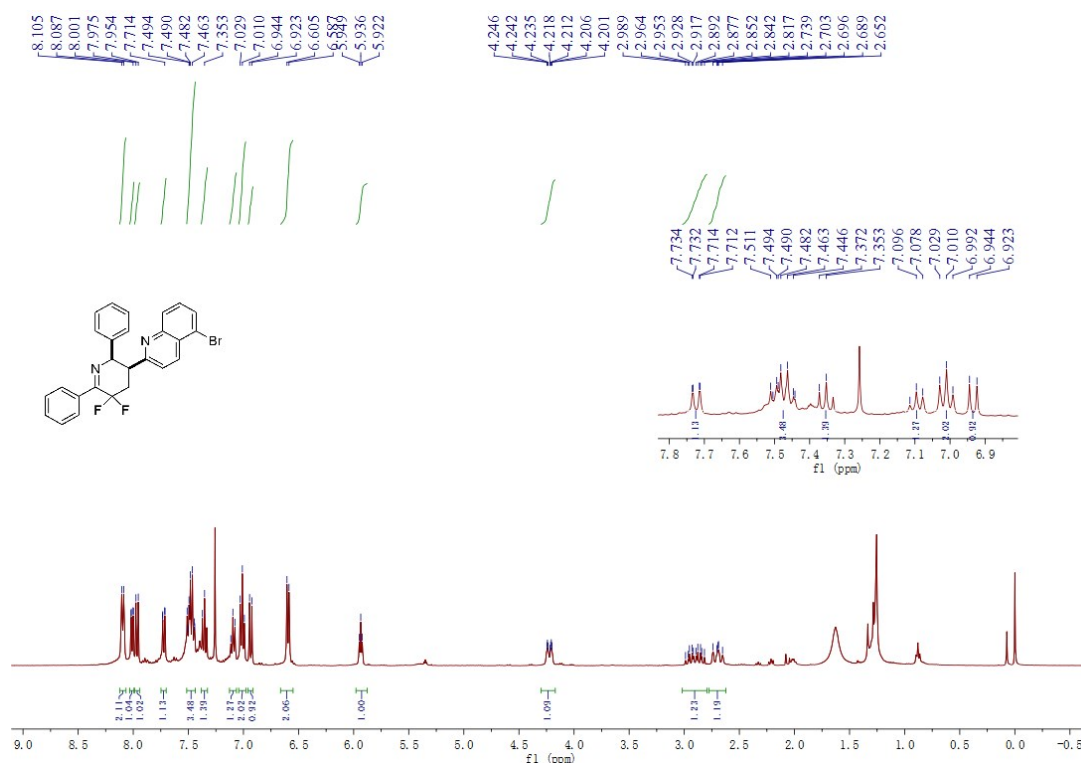 8.105 8.087 8.001 7.975 7.954 7.714 7.494 7.490 7.482 7.463 7.353 7.029 7.010 6.944 6.923 6.605 6.587 5.949 5.936 5.922
4.246 4.242 4.235 4.218 4.212 4.206 4.201 2.989 2.964 2.953 2.928 2.917 2.892 2.877 2.852 2.842 2.817 2.739 2.703 2.696 2.689 2.652
7.734 7.732 7.714 7.712 7.511 7.494 7.490 7.482 7.463 7.446 7.372 7.353 7.096 7.078 7.029 7.010 6.992 6.944 6.923
N
Br
N
F F
1.13 3.48 1.39 1.27 2.02 0.92
7.8 7.7 7.6 7.5 7.4 7.3 7.2 7.1 7.0 6.9
f1 (ppm)
2.11 1.04 1.02 1.13 3.48 1.39 1.27 2.02 0.92 2.06 1.00 1.09 1.23 1.19
9.0 8.5 8.0 7.5 7.0 6.5 6.0 5.5 5.0 4.5 4.0 3.5 3.0 2.5 2.0 1.5 1.0 0.5 0.0 -0.5
f1 (ppm)